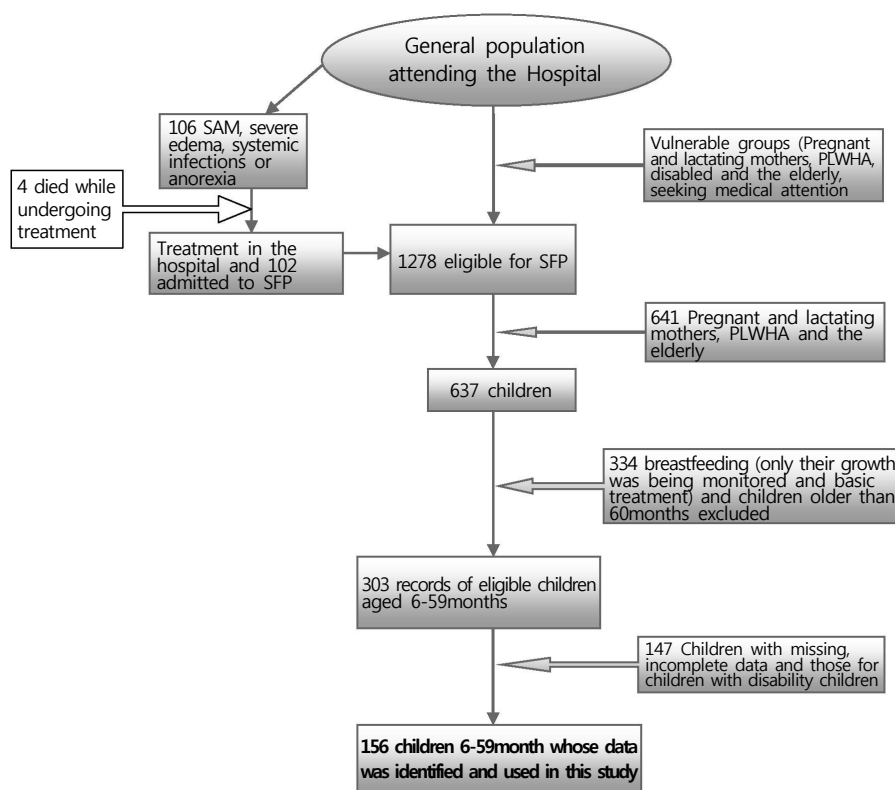 General population
attending the Hospital
106 SAM, severe
edema, systemic
infections or
anorexia
Vulnerable groups (Pregnant
and lactating mothers, PLWHA,
disabled and the elderly,
seeking medical attention
4 died while
undergoing
treatment
Treatment in the
hospital and 102
admitted to SFP
1278 eligible for SFP
641 Pregnant and lactating
mothers, PLWHA and the
elderly
637 children
334 breastfeeding (only their growth
was being monitored and basic
treatment) and children older than
60months excluded
303 records of eligible children
aged 6-59months
147 Children with missing,
incomplete data and those for
children with disability children
156 children 6-59month whose data
was identified and used in this study